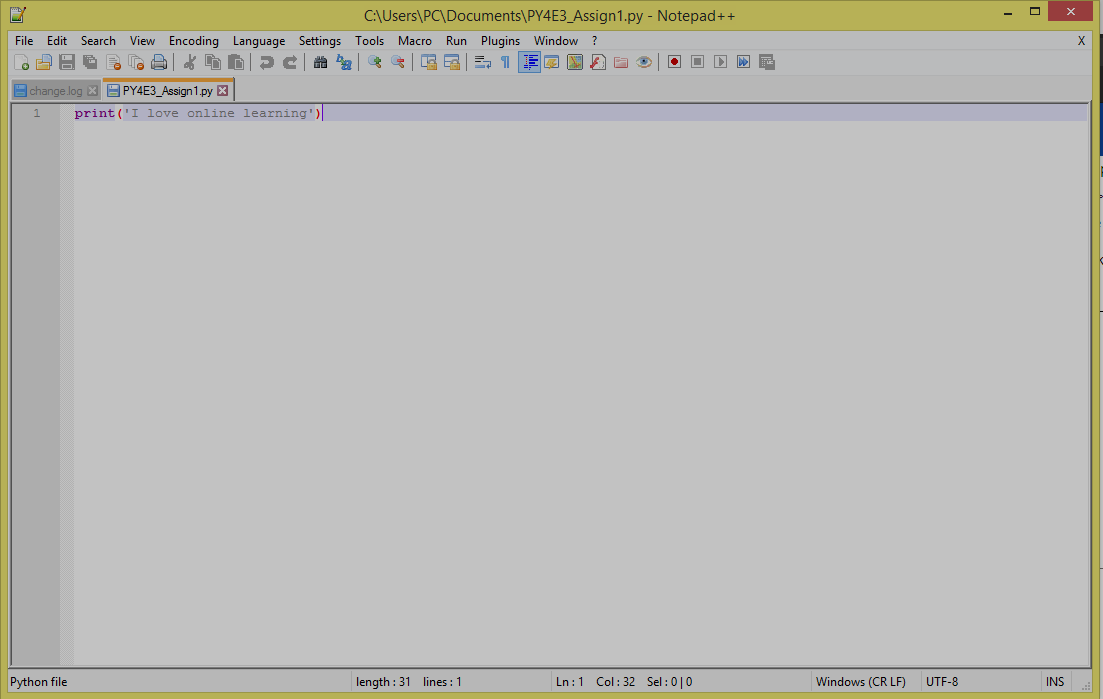 C:\Users\PC\Documents\PY4E3_Assign1.py - Notepad++
File Edit Search View Encoding Language Settings Tools Macro Run Plugins Window ? X
change.log PY4E3_Assign1.py
1 print('I love online learning')
Python file length : 31 lines : 1 Ln : 1 Col : 32 Sel : 0 | 0 Windows (CR LF) UTF-8 INS